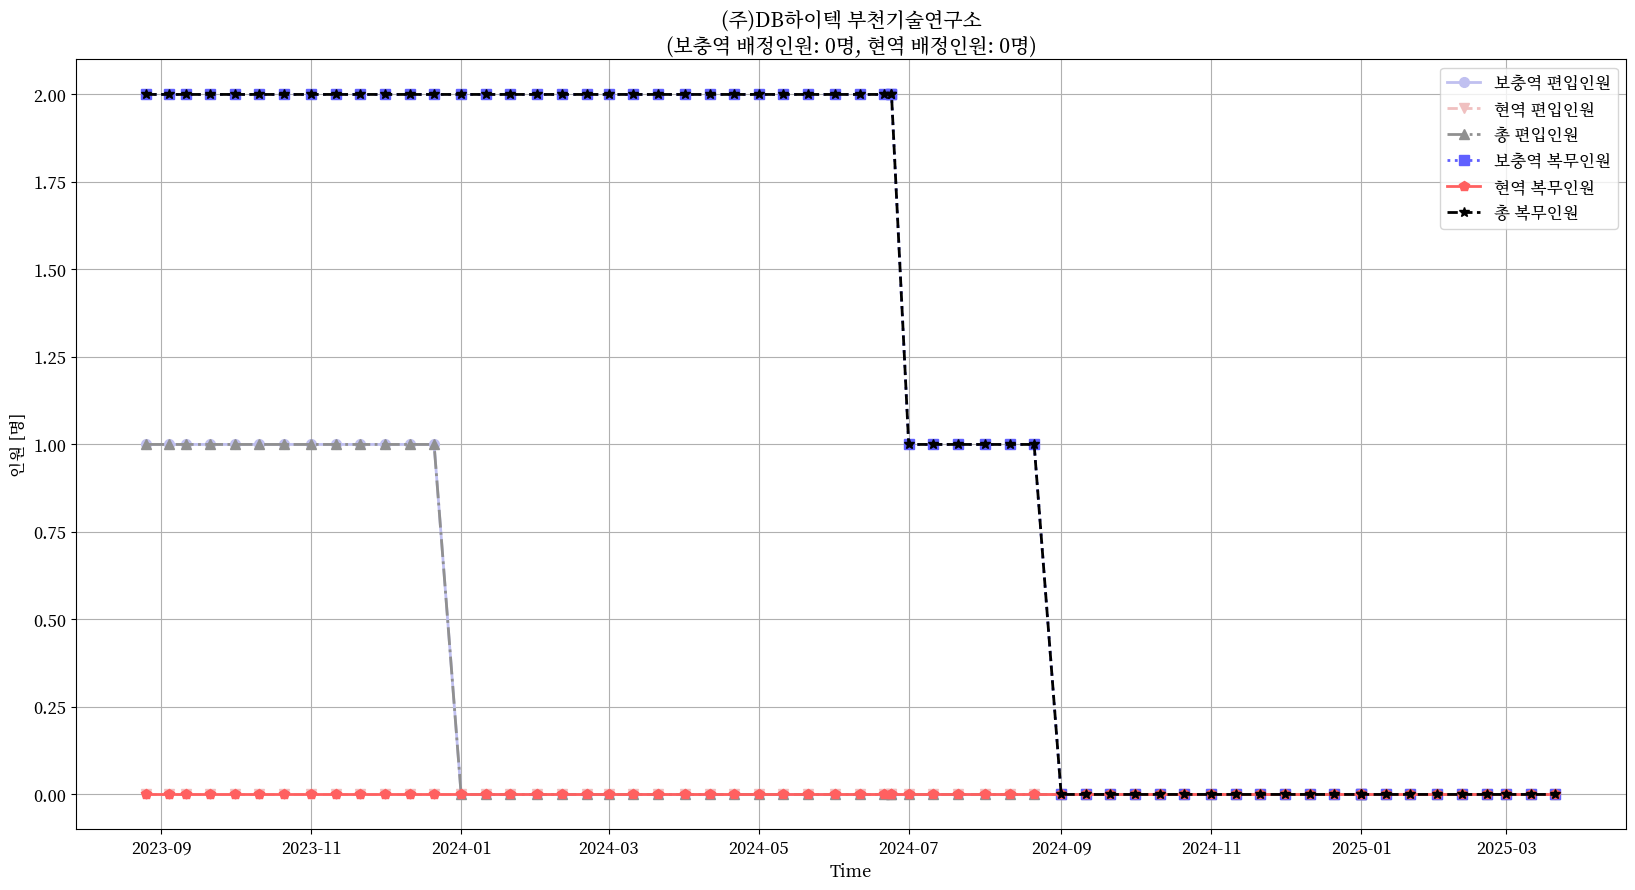 (주)DB하이텍 부천기술연구소
(보충역 배정인원: 0명, 현역 배정인원: 0명)
보충역 편입인원
현역 편입인원
총 편입인원
보충역 복무인원
현역 복무인원
총 복무인원
인원 [명]
2.00
1.75
1.50
1.25
1.00
0.75
0.50
0.25
0.00
2023-09
2023-11
2024-01
2024-03
2024-05
2024-07
2024-09
2024-11
2025-01
2025-03
Time